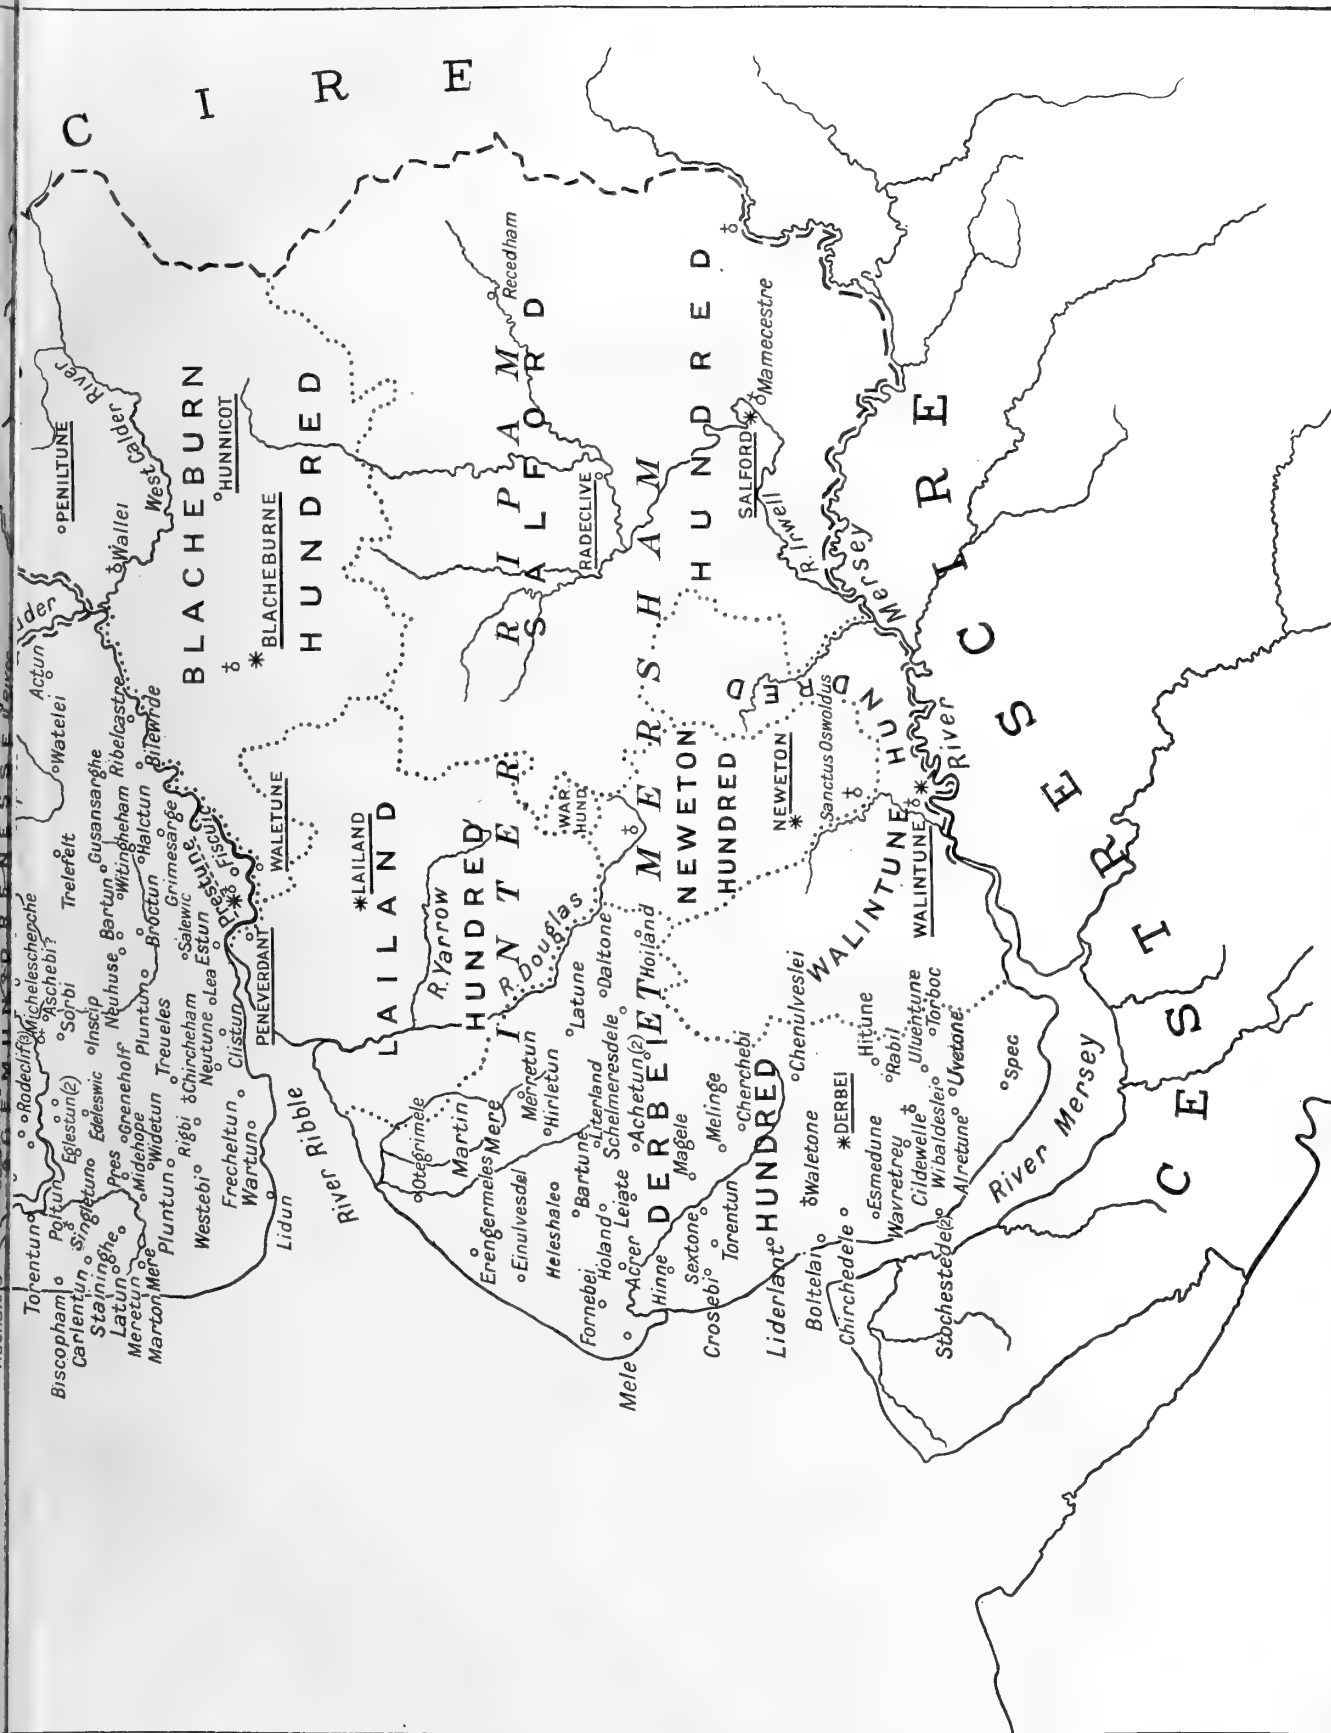 CIRE
River
West Calder
PENILTUNE
Wallei
BLACHEBURN
HUNDRED
HUNNICOT
BLACHEBURNE
Recedham
SALFORD
HUNDRED
RADECLIVE
SALFORD
Mamecestre
R. Irwell
Mersey
River
INTER RIPAM
ET MERSHAM
Actun
Watelei
Ribelcastre
Bilewrde
Gusansarghe
Witingheham
Halctun
Grimesarge
Trelefelt
Bartun
Broctun
Prestune
Fiscuic
Michelescherche
Aschebi?
Sorbi
Neuhuse
Salewic
Estun
Lea
Rodeclif(3)
Inscip
Pluntun
Treueles
Chircheham
Neutune
Clistun
PENEVERDANT
WALETUNE
Eglestun(2)
Edeleswic
Greneholf
Pres
Midehope
Widetun
Rigbi
Frecheltun
Wartun
Torentun
Poltun
Singletuno
Pluntun
Westebi
Lidun
Biscopham
Carlentun
Staininghe
Latun
Meretun
Marton Mere
River Ribble
LAILAND
LAILAND
HUNDRED
R. Yarrow
R. Douglas
WAR.
HUND.
NEWETON
HUNDRED
NEWETON
Sanctus Oswoldus
WALINTUNE
HUNDRED
WALINTUNE
Otegrimele
Martin
Mere
Merretun
Hirletun
Latune
Daltone
Hoiland
Erengermeles
Einulvesdel
Heleshale
Bartune
Literland
Schelmeresdele
Achetun(2)
Fornebei
Holand
Leiate
Acrer
Magele
Melinge
Cherchebi
DERBEI
HUNDRED
Mele
Hinne
Sextone
Crosebi
Torentun
Liderlant
Waletone
Chenulveslei
DERBEI
Boltelai
Chirchedele
Esmedune
Wavretreu
Hitune
Rabil
Uluentune
Torboc
Cildewelle
Wibaldeslei
Uvetone
Alretune
Stochestede(2)
Spec
River Mersey
CESTRESCIRE